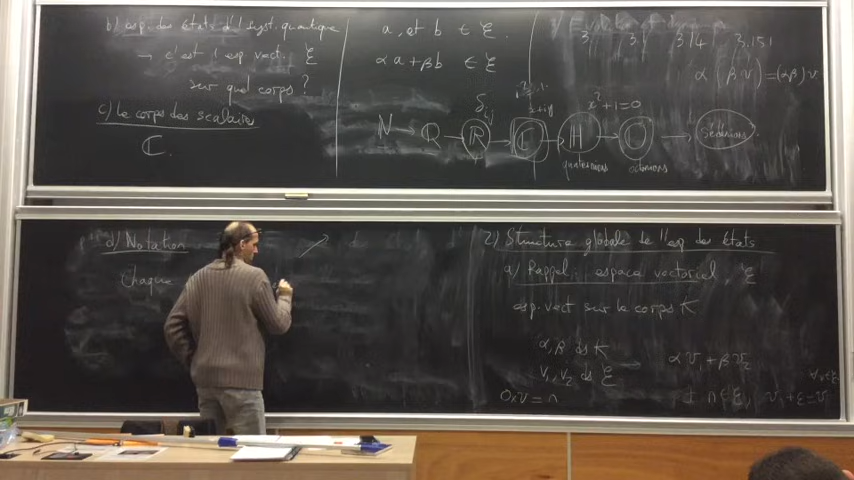 b) esp. des états d'1 syst. quantique
→ c'est 1 esp. vect. ℰ
sur quel corps ?
c) le corps des scalaires
ℂ.
a, et b ∈ ℰ.
αa + βb ∈ ℰ
δij
x²+1=0
N → Q → ℝ → ℂ → ℍ → 𝕆 → Sédénions
quaternions octonions
3 3,1 3.14 3.151
α(βv) = (αβ)v
d) Notation
Chaque
2) Structure globale de l'esp des états
a) Rappel : espace vectoriel, ℰ
esp. vect sur le corps K
α, β ds K
v₁, v₂ ds ℰ
αv₁ + βv₂
0×v = n